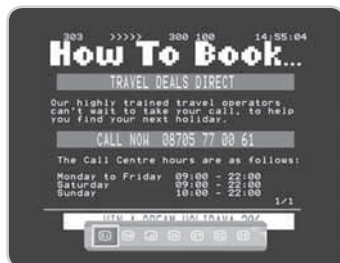 303 >>>>> 300 100 14:55:04
How To Book...
TRAVEL DEALS DIRECT
Our highly trained travel operators
can't wait to take your call, to help
you find your next holiday.
CALL NOW 08705 77 00 61
The Call Centre hours are as follows:
Monday to Friday 09:00 - 22:00
Saturday 09:00 - 22:00
Sunday 10:00 - 22:00
1/1
WIN A DREAM